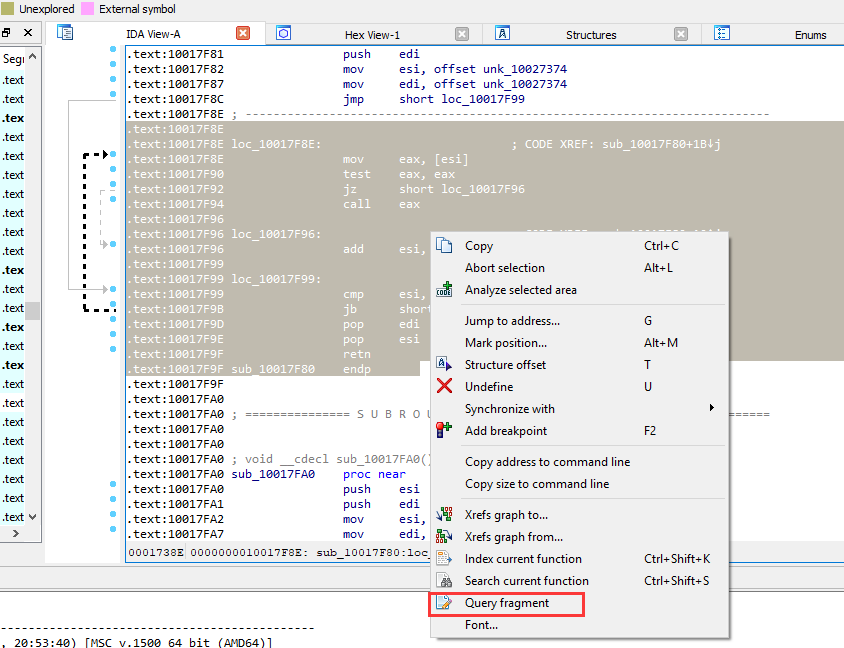 Unexplored External symbol
IDA View-A Hex View-1 Structures Enums
Seg
.text:10017F81 push edi
.text:10017F82 mov esi, offset unk_10027374
.text:10017F87 mov edi, offset unk_10027374
.text:10017F8C jmp short loc_10017F99
.text:10017F8E ; ---------------------------------------------------------------------------
.text:10017F8E
.text:10017F8E loc_10017F8E: ; CODE XREF: sub_10017F80+1B↓j
.text:10017F8E mov eax, [esi]
.text:10017F90 test eax, eax
.text:10017F92 jz short loc_10017F96
.text:10017F94 call eax
.text:10017F96
.text:10017F96 loc_10017F96:
.text:10017F96 add esi,
.text:10017F99
.text:10017F99 loc_10017F99:
.text:10017F99 cmp esi,
.text:10017F9B jb short
.text:10017F9D pop edi
.text:10017F9E pop esi
.text:10017F9F retn
.text:10017F9F sub_10017F80 endp
.text:10017F9F
.text:10017FA0
.text:10017FA0 ; =============== S U B R O U
.text:10017FA0
.text:10017FA0
.text:10017FA0 ; void __cdecl sub_10017FA0()
.text:10017FA0 sub_10017FA0 proc near
.text:10017FA0 push esi
.text:10017FA1 push edi
.text:10017FA2 mov esi,
.text:10017FA7 mov edi,
0001738E 0000000010017F8E: sub_10017F80:loc_
.text
.text
.tex
.text
.text
.text
.text
.text
.text
.text
.tex
.text
.text
.tex
.text
.tex
.text
.text
.text
.text
.text
.text
.text
.text
Copy Ctrl+C
Abort selection Alt+L
Analyze selected area
Jump to address... G
Mark position... Alt+M
Structure offset T
Undefine U
Synchronize with
Add breakpoint F2
Copy address to command line
Copy size to command line
Xrefs graph to...
Xrefs graph from...
Index current function Ctrl+Shift+K
Search current function Ctrl+Shift+S
Query fragment
Font...
---------------------------------------------
, 20:53:40) [MSC v.1500 64 bit (AMD64)]